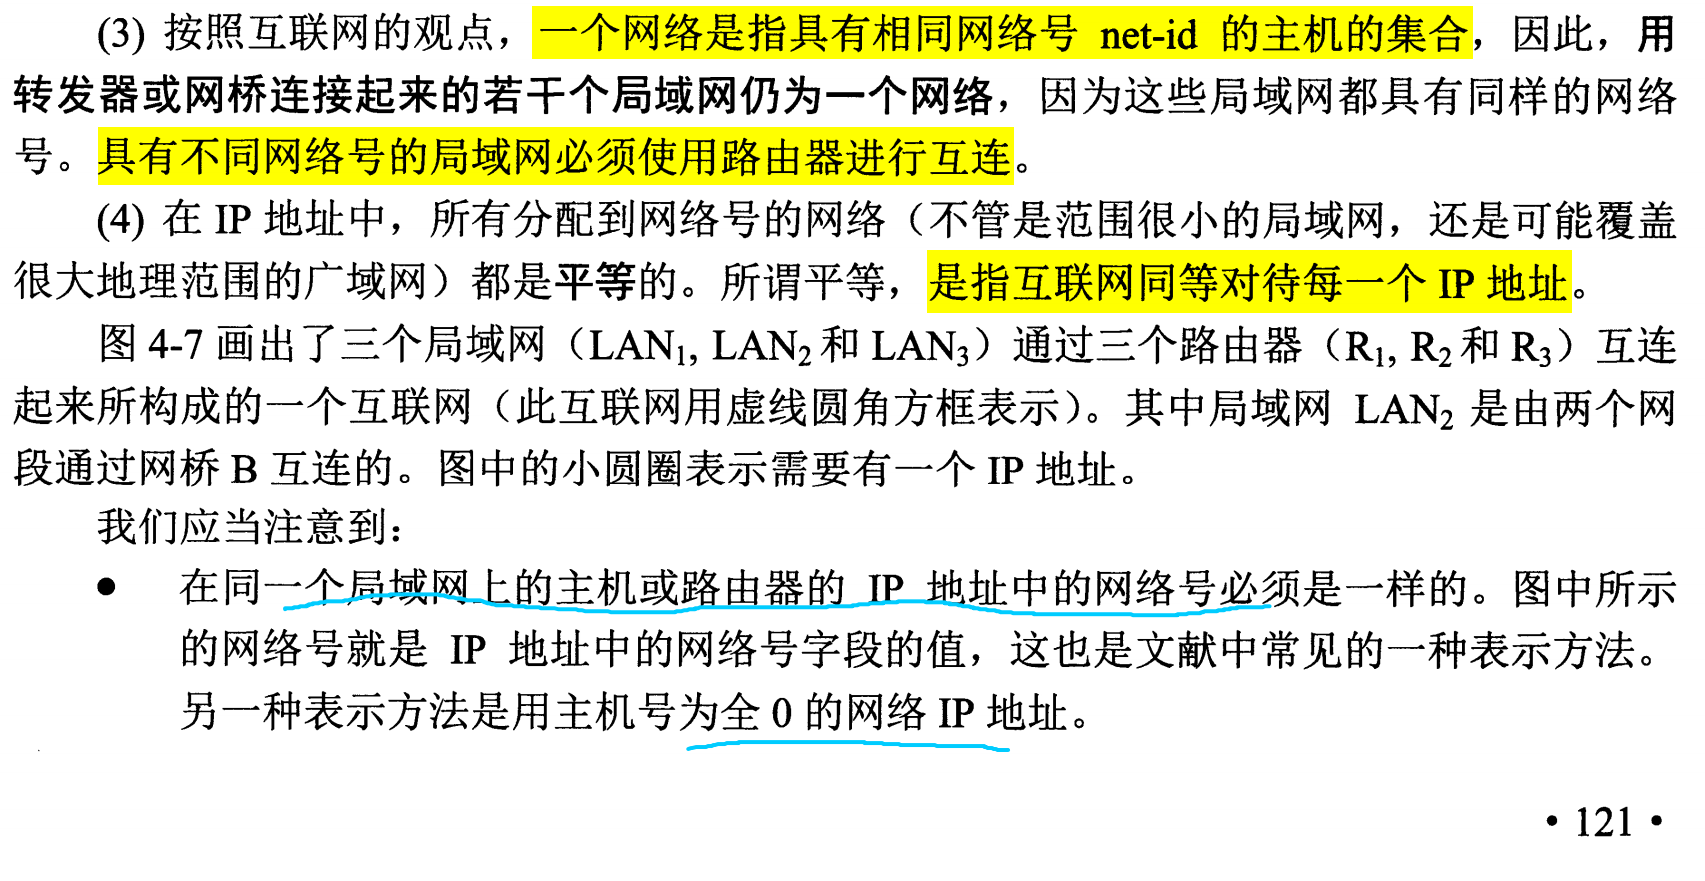 (3) 按照互联网的观点，一个网络是指具有相同网络号 net-id 的主机的集合，因此，用
转发器或网桥连接起来的若干个局域网仍为一个网络，因为这些局域网都具有同样的网络
号。具有不同网络号的局域网必须使用路由器进行互连。
(4) 在 IP 地址中，所有分配到网络号的网络（不管是范围很小的局域网，还是可能覆盖
很大地理范围的广域网）都是平等的。所谓平等，是指互联网同等对待每一个 IP 地址。
图 4-7 画出了三个局域网（LAN₁, LAN₂和 LAN₃）通过三个路由器（R₁, R₂和 R₃）互连
起来所构成的一个互联网（此互联网用虚线圆角方框表示）。其中局域网 LAN₂ 是由两个网
段通过网桥 B 互连的。图中的小圆圈表示需要有一个 IP 地址。
我们应当注意到：
● 在同一个局域网上的主机或路由器的 IP 地址中的网络号必须是一样的。图中所示
的网络号就是 IP 地址中的网络号字段的值，这也是文献中常见的一种表示方法。
另一种表示方法是用主机号为全 0 的网络 IP 地址。
• 121 •